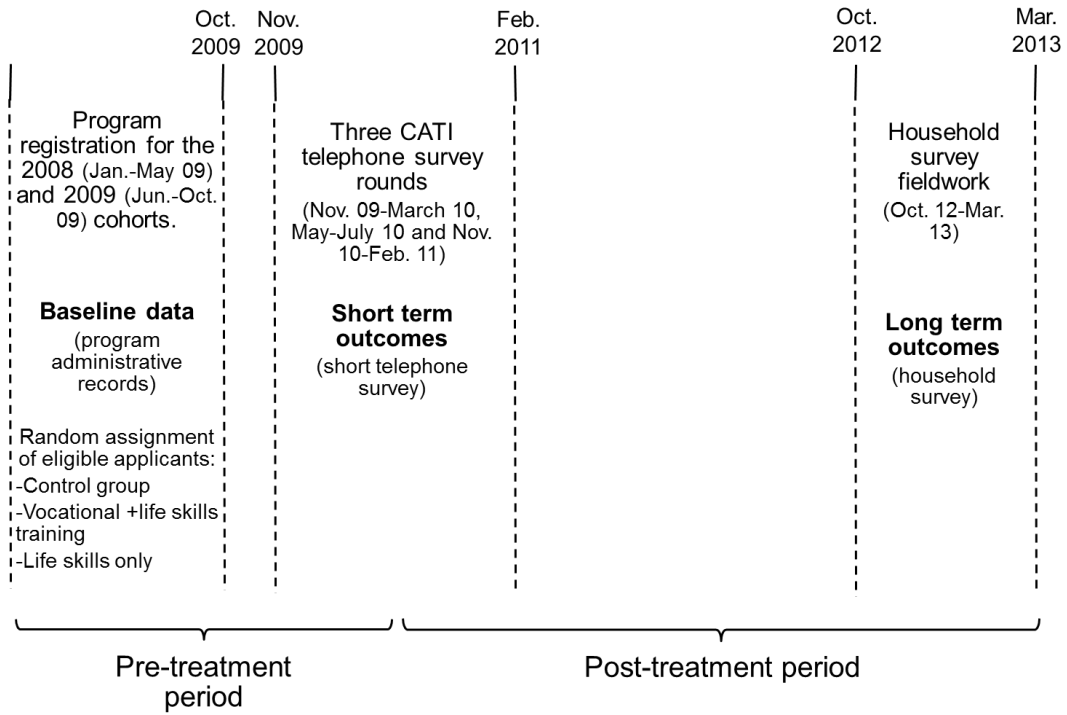 Oct.
2009
Nov.
2009
Feb.
2011
Oct.
2012
Mar.
2013
Program
registration for the
2008 (Jan.-May 09)
and 2009 (Jun.-Oct.
09) cohorts.
Three CATI
telephone survey
rounds
(Nov. 09-March 10,
May-July 10 and Nov.
10-Feb. 11)
Household
survey
fieldwork
(Oct. 12-Mar.
13)
Baseline data
(program
administrative
records)
Short term
outcomes
(short telephone
survey)
Long term
outcomes
(household
survey)
Random assignment
of eligible applicants:
-Control group
-Vocational +life skills
training
-Life skills only
Pre-treatment
period
Post-treatment period